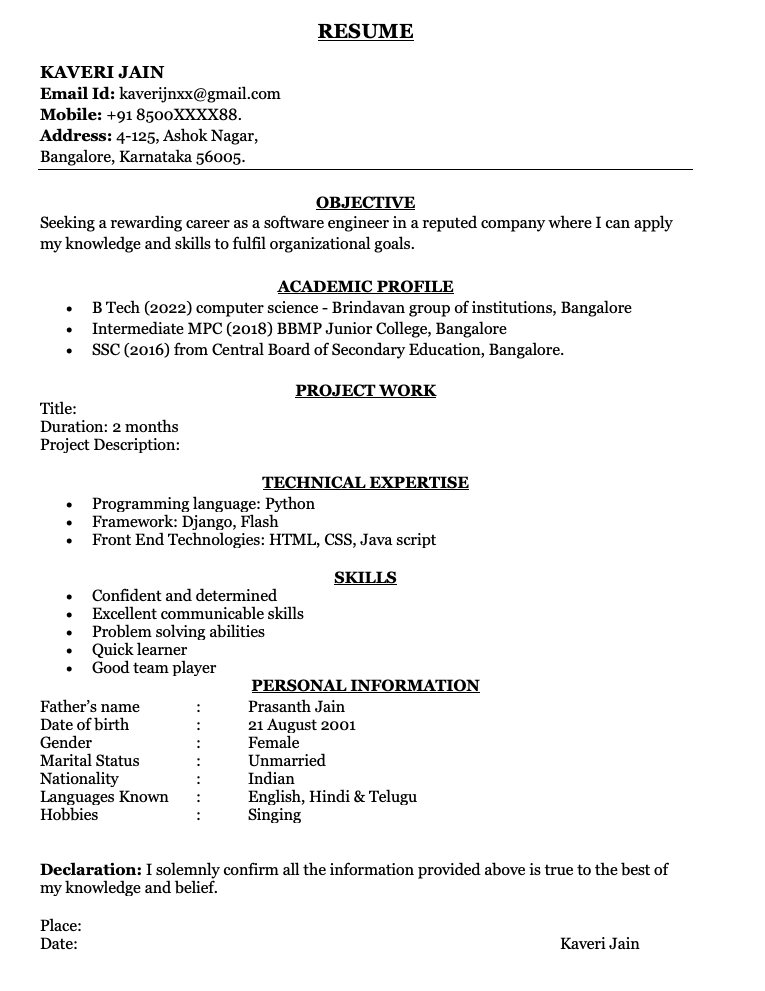 RESUME
KAVERI JAIN
Email Id: kaverijnxx@gmail.com
Mobile: +91 8500XXXX88.
Address: 4-125, Ashok Nagar,
Bangalore, Karnataka 56005.
OBJECTIVE
Seeking a rewarding career as a software engineer in a reputed company where I can apply
my knowledge and skills to fulfil organizational goals.
ACADEMIC PROFILE
• B Tech (2022) computer science - Brindavan group of institutions, Bangalore
• Intermediate MPC (2018) BBMP Junior College, Bangalore
• SSC (2016) from Central Board of Secondary Education, Bangalore.
PROJECT WORK
Title:
Duration: 2 months
Project Description:
TECHNICAL EXPERTISE
• Programming language: Python
• Framework: Django, Flash
• Front End Technologies: HTML, CSS, Java script
SKILLS
• Confident and determined
• Excellent communicable skills
• Problem solving abilities
• Quick learner
• Good team player
PERSONAL INFORMATION
Father's name : Prasanth Jain
Date of birth : 21 August 2001
Gender : Female
Marital Status : Unmarried
Nationality : Indian
Languages Known : English, Hindi & Telugu
Hobbies : Singing
Declaration: I solemnly confirm all the information provided above is true to the best of
my knowledge and belief.
Place:
Date: Kaveri Jain